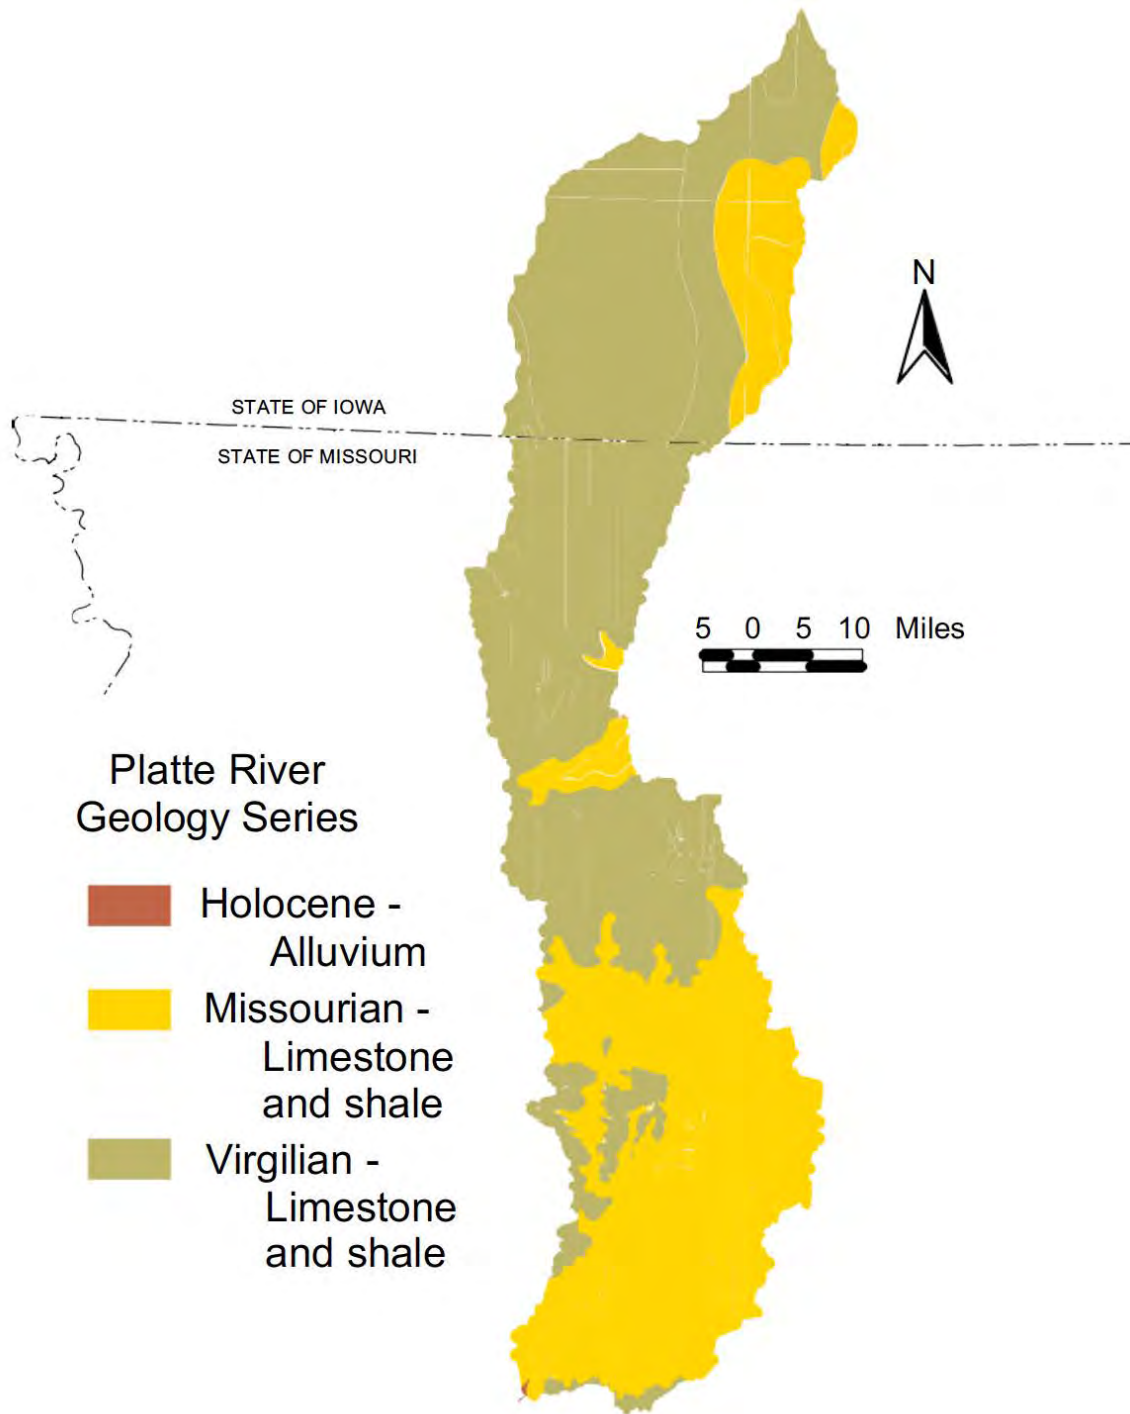 N
STATE OF IOWA
STATE OF MISSOURI
5 0 5 10 Miles
Platte River
Geology Series
Holocene -
Alluvium
Missourian -
Limestone
and shale
Virgilian -
Limestone
and shale